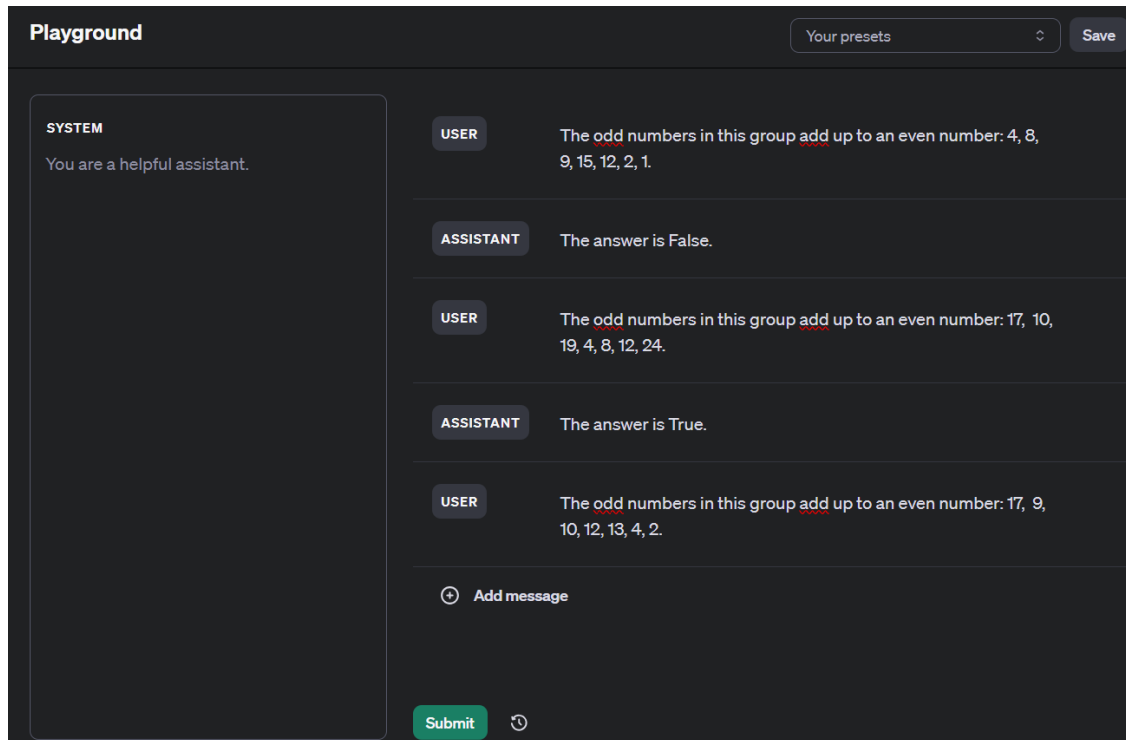 Playground
Your presets
Save
SYSTEM
You are a helpful assistant.
USER
The odd numbers in this group add up to an even number: 4, 8,
9, 15, 12, 2, 1.
ASSISTANT
The answer is False.
USER
The odd numbers in this group add up to an even number: 17,  10,
19, 4, 8, 12, 24.
ASSISTANT
The answer is True.
USER
The odd numbers in this group add up to an even number: 17,  9,
10, 12, 13, 4, 2.
Add message
Submit